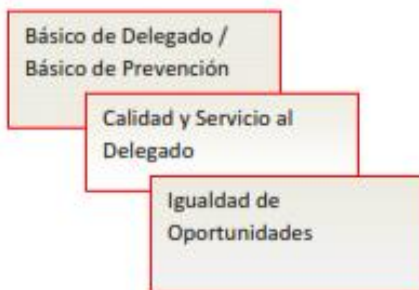 Básico de Delegado /
Básico de Prevención
Calidad y Servicio al
Delegado
Igualdad de
Oportunidades